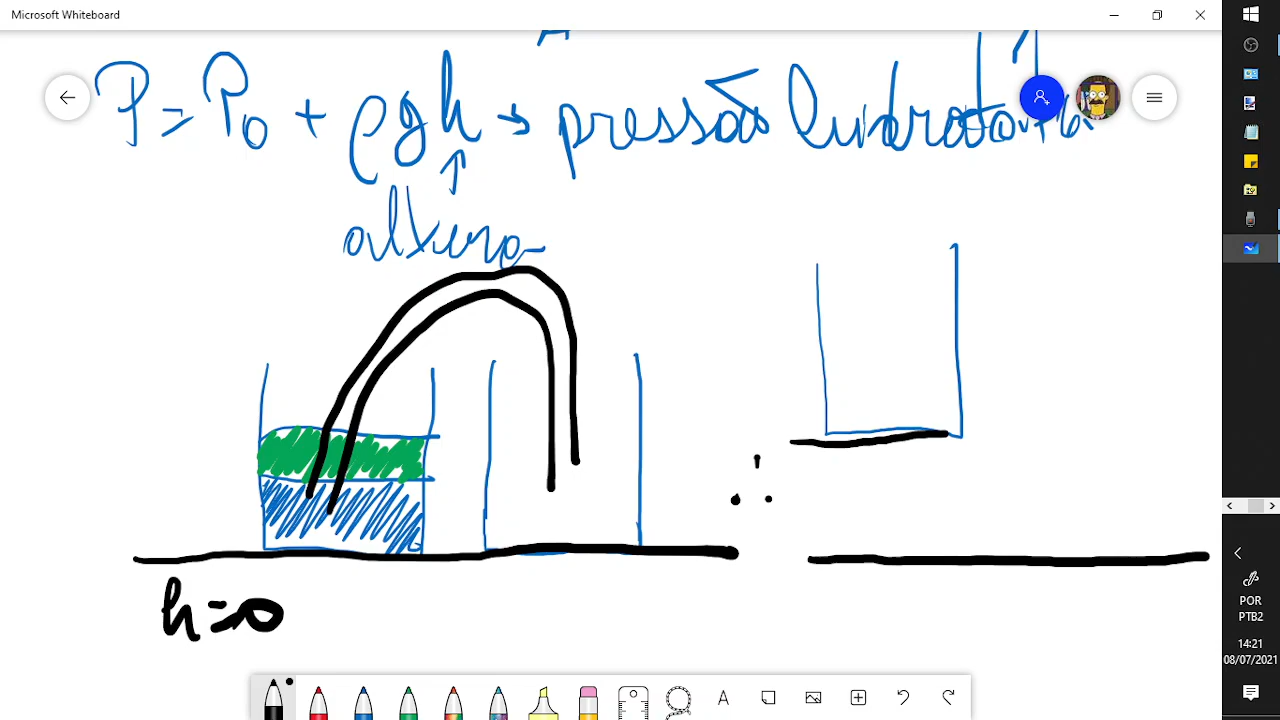 Microsoft Whiteboard
P = P₀ + ρgh → pressão hidrostática
↑
altura
h=0
POR
PTB2
14:21
08/07/2021